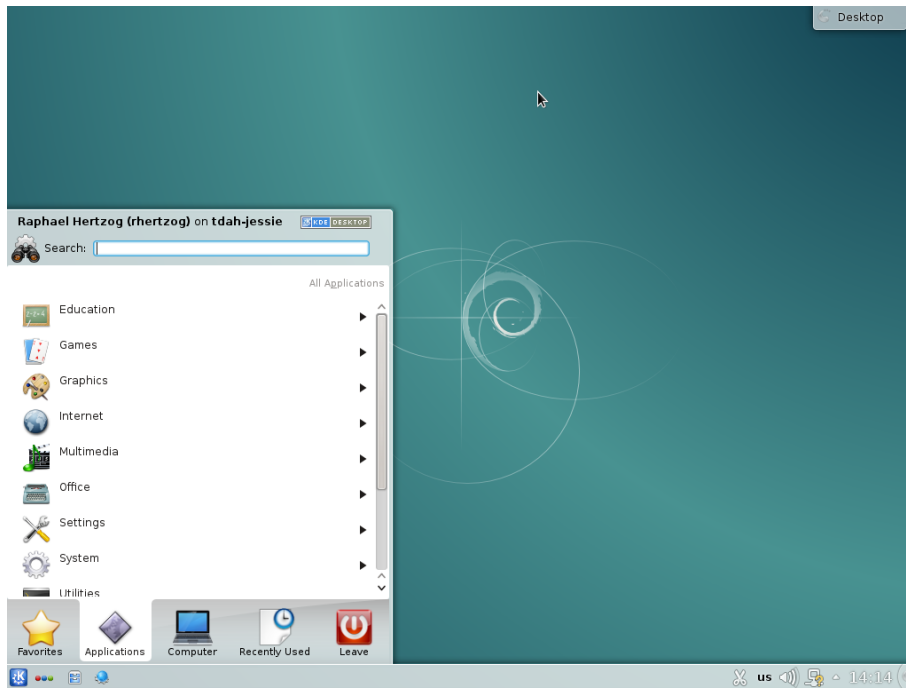 Desktop
Raphael Hertzog (rhertzog) on tdah-jessie
KDE DESKTOP
Search:
All Applications
Education
Games
Graphics
Internet
Multimedia
Office
Settings
System
Utilities
Favorites
Applications
Computer
Recently Used
Leave
us
14:14